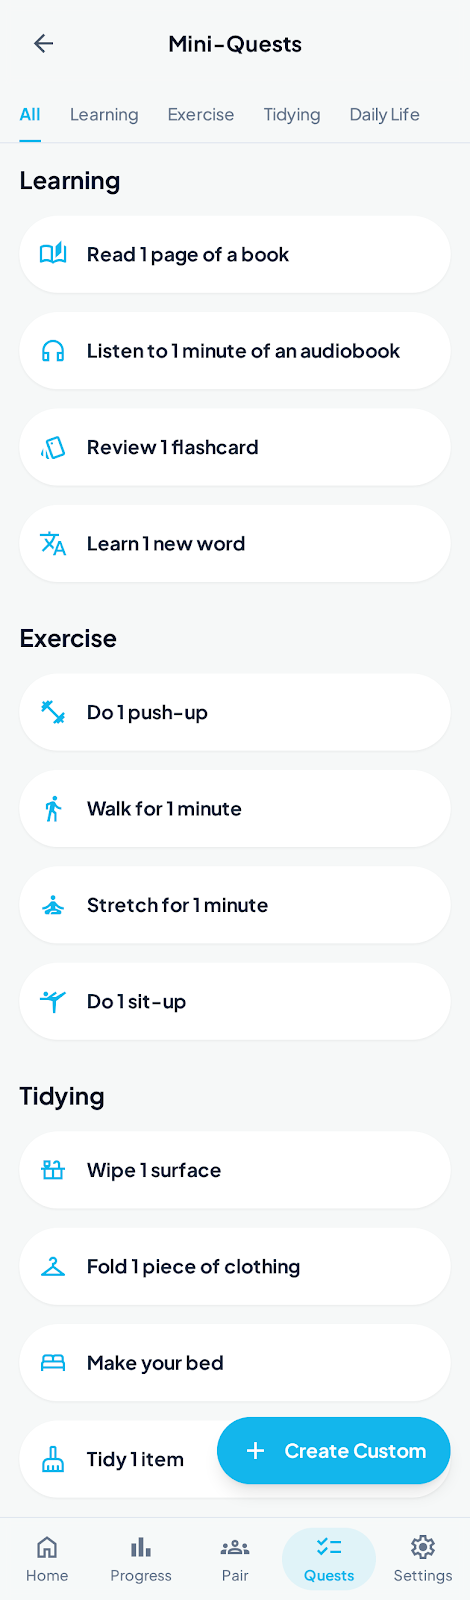 Mini-Quests
All Learning Exercise Tidying Daily Life
Learning
Read 1 page of a book
Listen to 1 minute of an audiobook
Review 1 flashcard
Learn 1 new word
Exercise
Do 1 push-up
Walk for 1 minute
Stretch for 1 minute
Do 1 sit-up
Tidying
Wipe 1 surface
Fold 1 piece of clothing
Make your bed
Tidy 1 item
Create Custom
Home Progress Pair Quests Settings